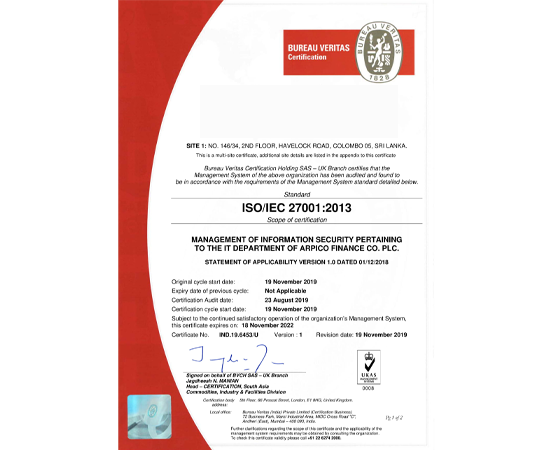 BUREAU VERITAS
Certification
BUREAU VERITAS
1828
SITE 1: NO. 146/34, 2ND FLOOR, HAVELOCK ROAD, COLOMBO 05, SRI LANKA.
This is a multi-site certificate, additional site details are listed in the appendix to this certificate
Bureau Veritas Certification Holding SAS – UK Branch certifies that the
Management System of the above organization has been audited and found to
be in accordance with the requirements of the Management System standard detailed below.
Standard
ISO/IEC 27001:2013
Scope of certification
MANAGEMENT OF INFORMATION SECURITY PERTAINING
TO THE IT DEPARTMENT OF ARPICO FINANCE CO. PLC.
STATEMENT OF APPLICABILITY VERSION 1.0 DATED 01/12/2018
Original cycle start date: 19 November 2019
Expiry date of previous cycle: Not Applicable
Certification Audit date: 23 August 2019
Certification cycle start date: 19 November 2019
Subject to the continued satisfactory operation of the organization's Management System,
this certificate expires on: 18 November 2022
Certificate No. IND.19.6453/U Version : 1 Revision date: 19 November 2019
Signed on behalf of BVCH SAS – UK Branch
Jagdheesh N. MANIAN
Head – CERTIFICATION, South Asia
Commodities, Industry & Facilities Division
UKAS
MANAGEMENT
SYSTEMS
0008
Certification body address: 5th Floor, 66 Prescot Street, London, E1 8HG, United Kingdom.
Local office: Bureau Veritas (India) Private Limited (Certification Business)
72 Business Park, Marol Industrial Area, MIDC Cross Road "C",
Andheri (East), Mumbai – 400 093, India.
Further clarifications regarding the scope of this certificate and the applicability of the
management system requirements may be obtained by consulting the organization.
To check this certificate validity please call +91 22 6274 2000.